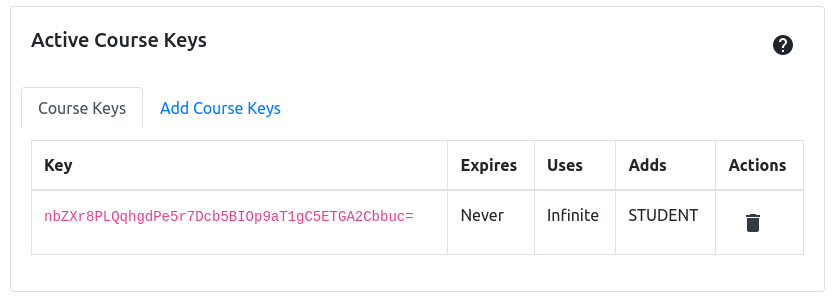 Active Course Keys
?
Course Keys Add Course Keys
Key Expires Uses Adds Actions
nbZXr8PLQqhgdPe5r7Dcb5BIOp9aT1gC5ETGA2Cbbuc= Never Infinite STUDENT